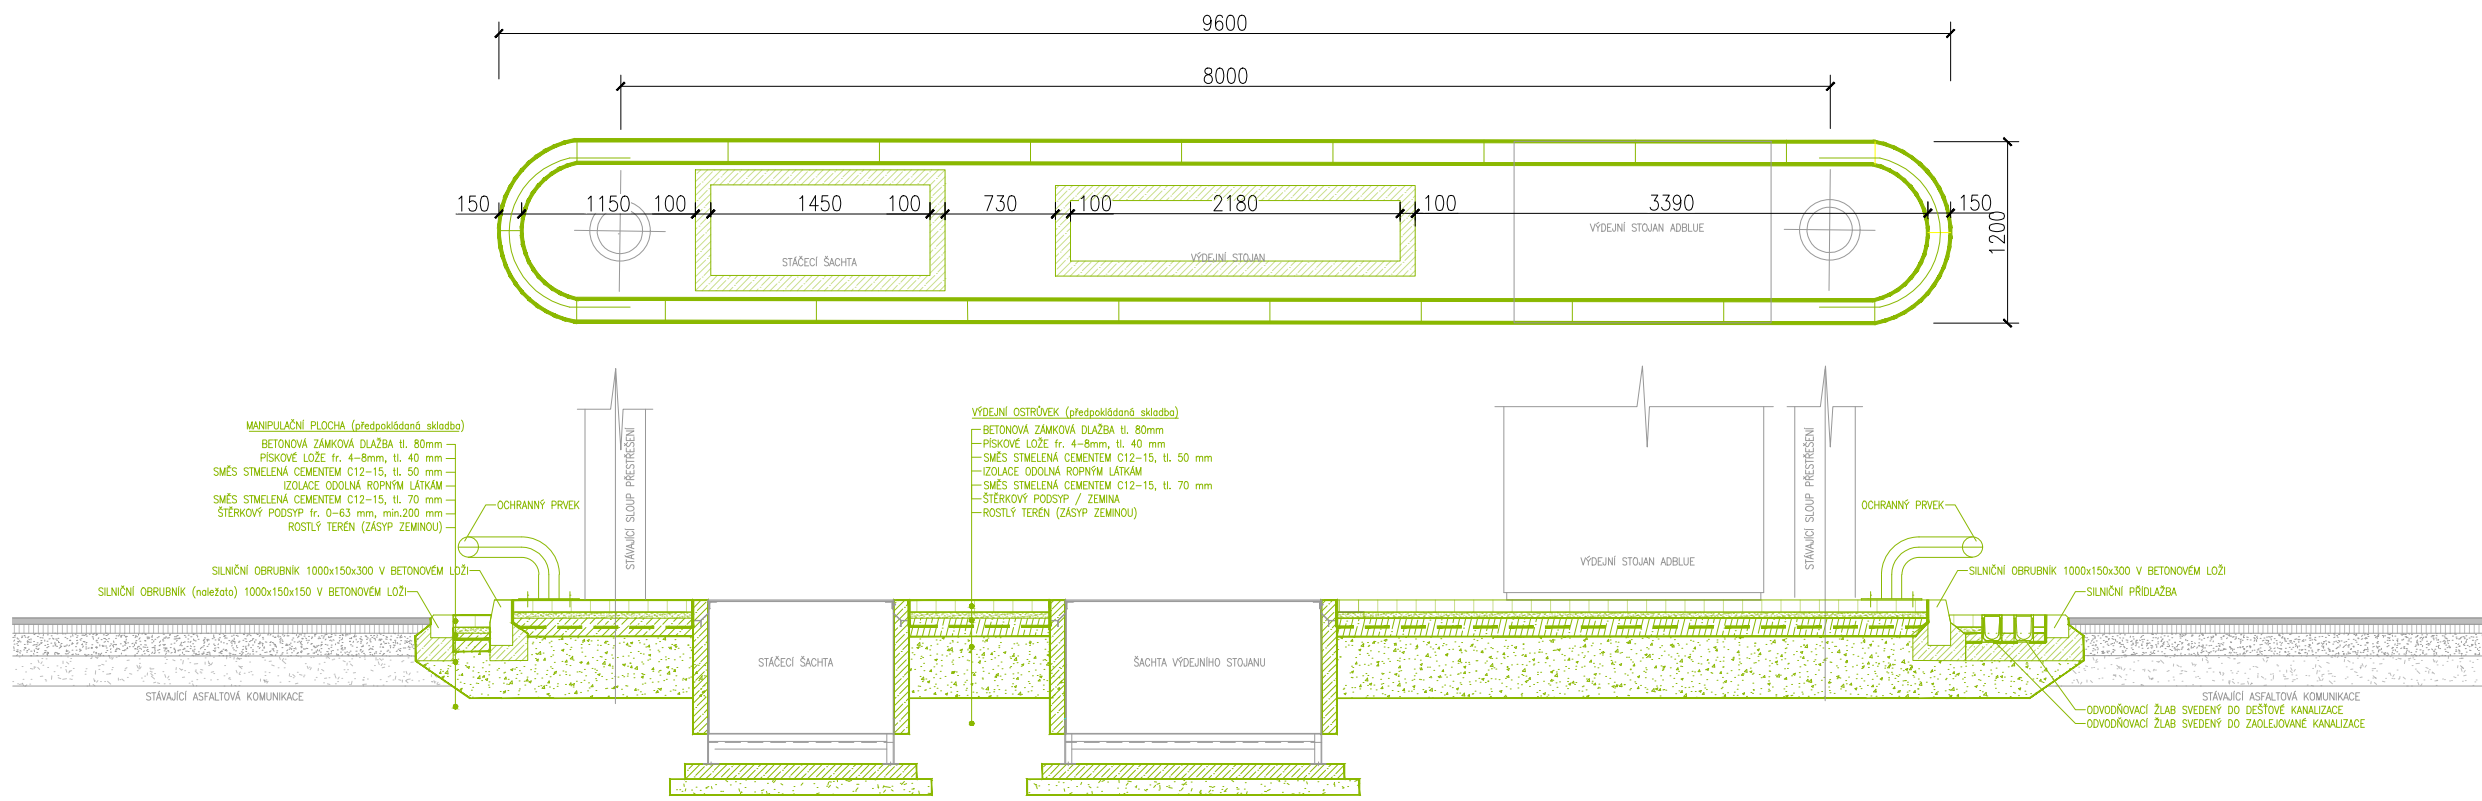 9600
8000
150
1150
100
1450
100
730
100
2180
100
3390
150
1200
STÁČECÍ ŠACHTA
VÝDEJNÍ STOJAN
VÝDEJNÍ STOJAN ADBLUE
MANIPULAČNÍ PLOCHA (předpokládaná skladba)
BETONOVÁ ZÁMKOVÁ DLAŽBA tl. 80mm
PÍSKOVÉ LOŽE fr. 4-8mm, tl. 40 mm
SMĚS STMELENÁ CEMENTEM C12-15, tl. 50 mm
IZOLACE ODOLNÁ ROPNÝM LÁTKÁM
SMĚS STMELENÁ CEMENTEM C12-15, tl. 70 mm
ŠTĚRKOVÝ PODSYP fr. 0-63 mm, min.200 mm
ROSTLÝ TERÉN (ZÁSYP ZEMINOU)
OCHRANNÝ PRVEK
SILNIČNÍ OBRUBNÍK 1000x150x300 V BETONOVÉM LOŽI
SILNIČNÍ OBRUBNÍK (naležato) 1000x150x150 V BETONOVÉM LOŽI
STÁVAJÍCÍ SLOUP PŘESTŘEŠENÍ
VÝDEJNÍ OSTRŮVEK (předpokládaná skladba)
BETONOVÁ ZÁMKOVÁ DLAŽBA tl. 80mm
PÍSKOVÉ LOŽE fr. 4-8mm, tl. 40 mm
SMĚS STMELENÁ CEMENTEM C12-15, tl. 50 mm
IZOLACE ODOLNÁ ROPNÝM LÁTKÁM
SMĚS STMELENÁ CEMENTEM C12-15, tl. 70 mm
ŠTĚRKOVÝ PODSYP / ZEMINA
ROSTLÝ TERÉN (ZÁSYP ZEMINOU)
VÝDEJNÍ STOJAN ADBLUE
STÁVAJÍCÍ SLOUP PŘESTŘEŠENÍ
OCHRANNÝ PRVEK
SILNIČNÍ OBRUBNÍK 1000x150x300 V BETONOVÉM LOŽI
SILNIČNÍ PŘÍDLAŽBA
STÁČECÍ ŠACHTA
ŠACHTA VÝDEJNÍHO STOJANU
STÁVAJÍCÍ ASFALTOVÁ KOMUNIKACE
STÁVAJÍCÍ ASFALTOVÁ KOMUNIKACE
ODVODŇOVACÍ ŽLAB SVEDENÝ DO DEŠŤOVÉ KANALIZACE
ODVODŇOVACÍ ŽLAB SVEDENÝ DO ZAOLEJOVANÉ KANALIZACE